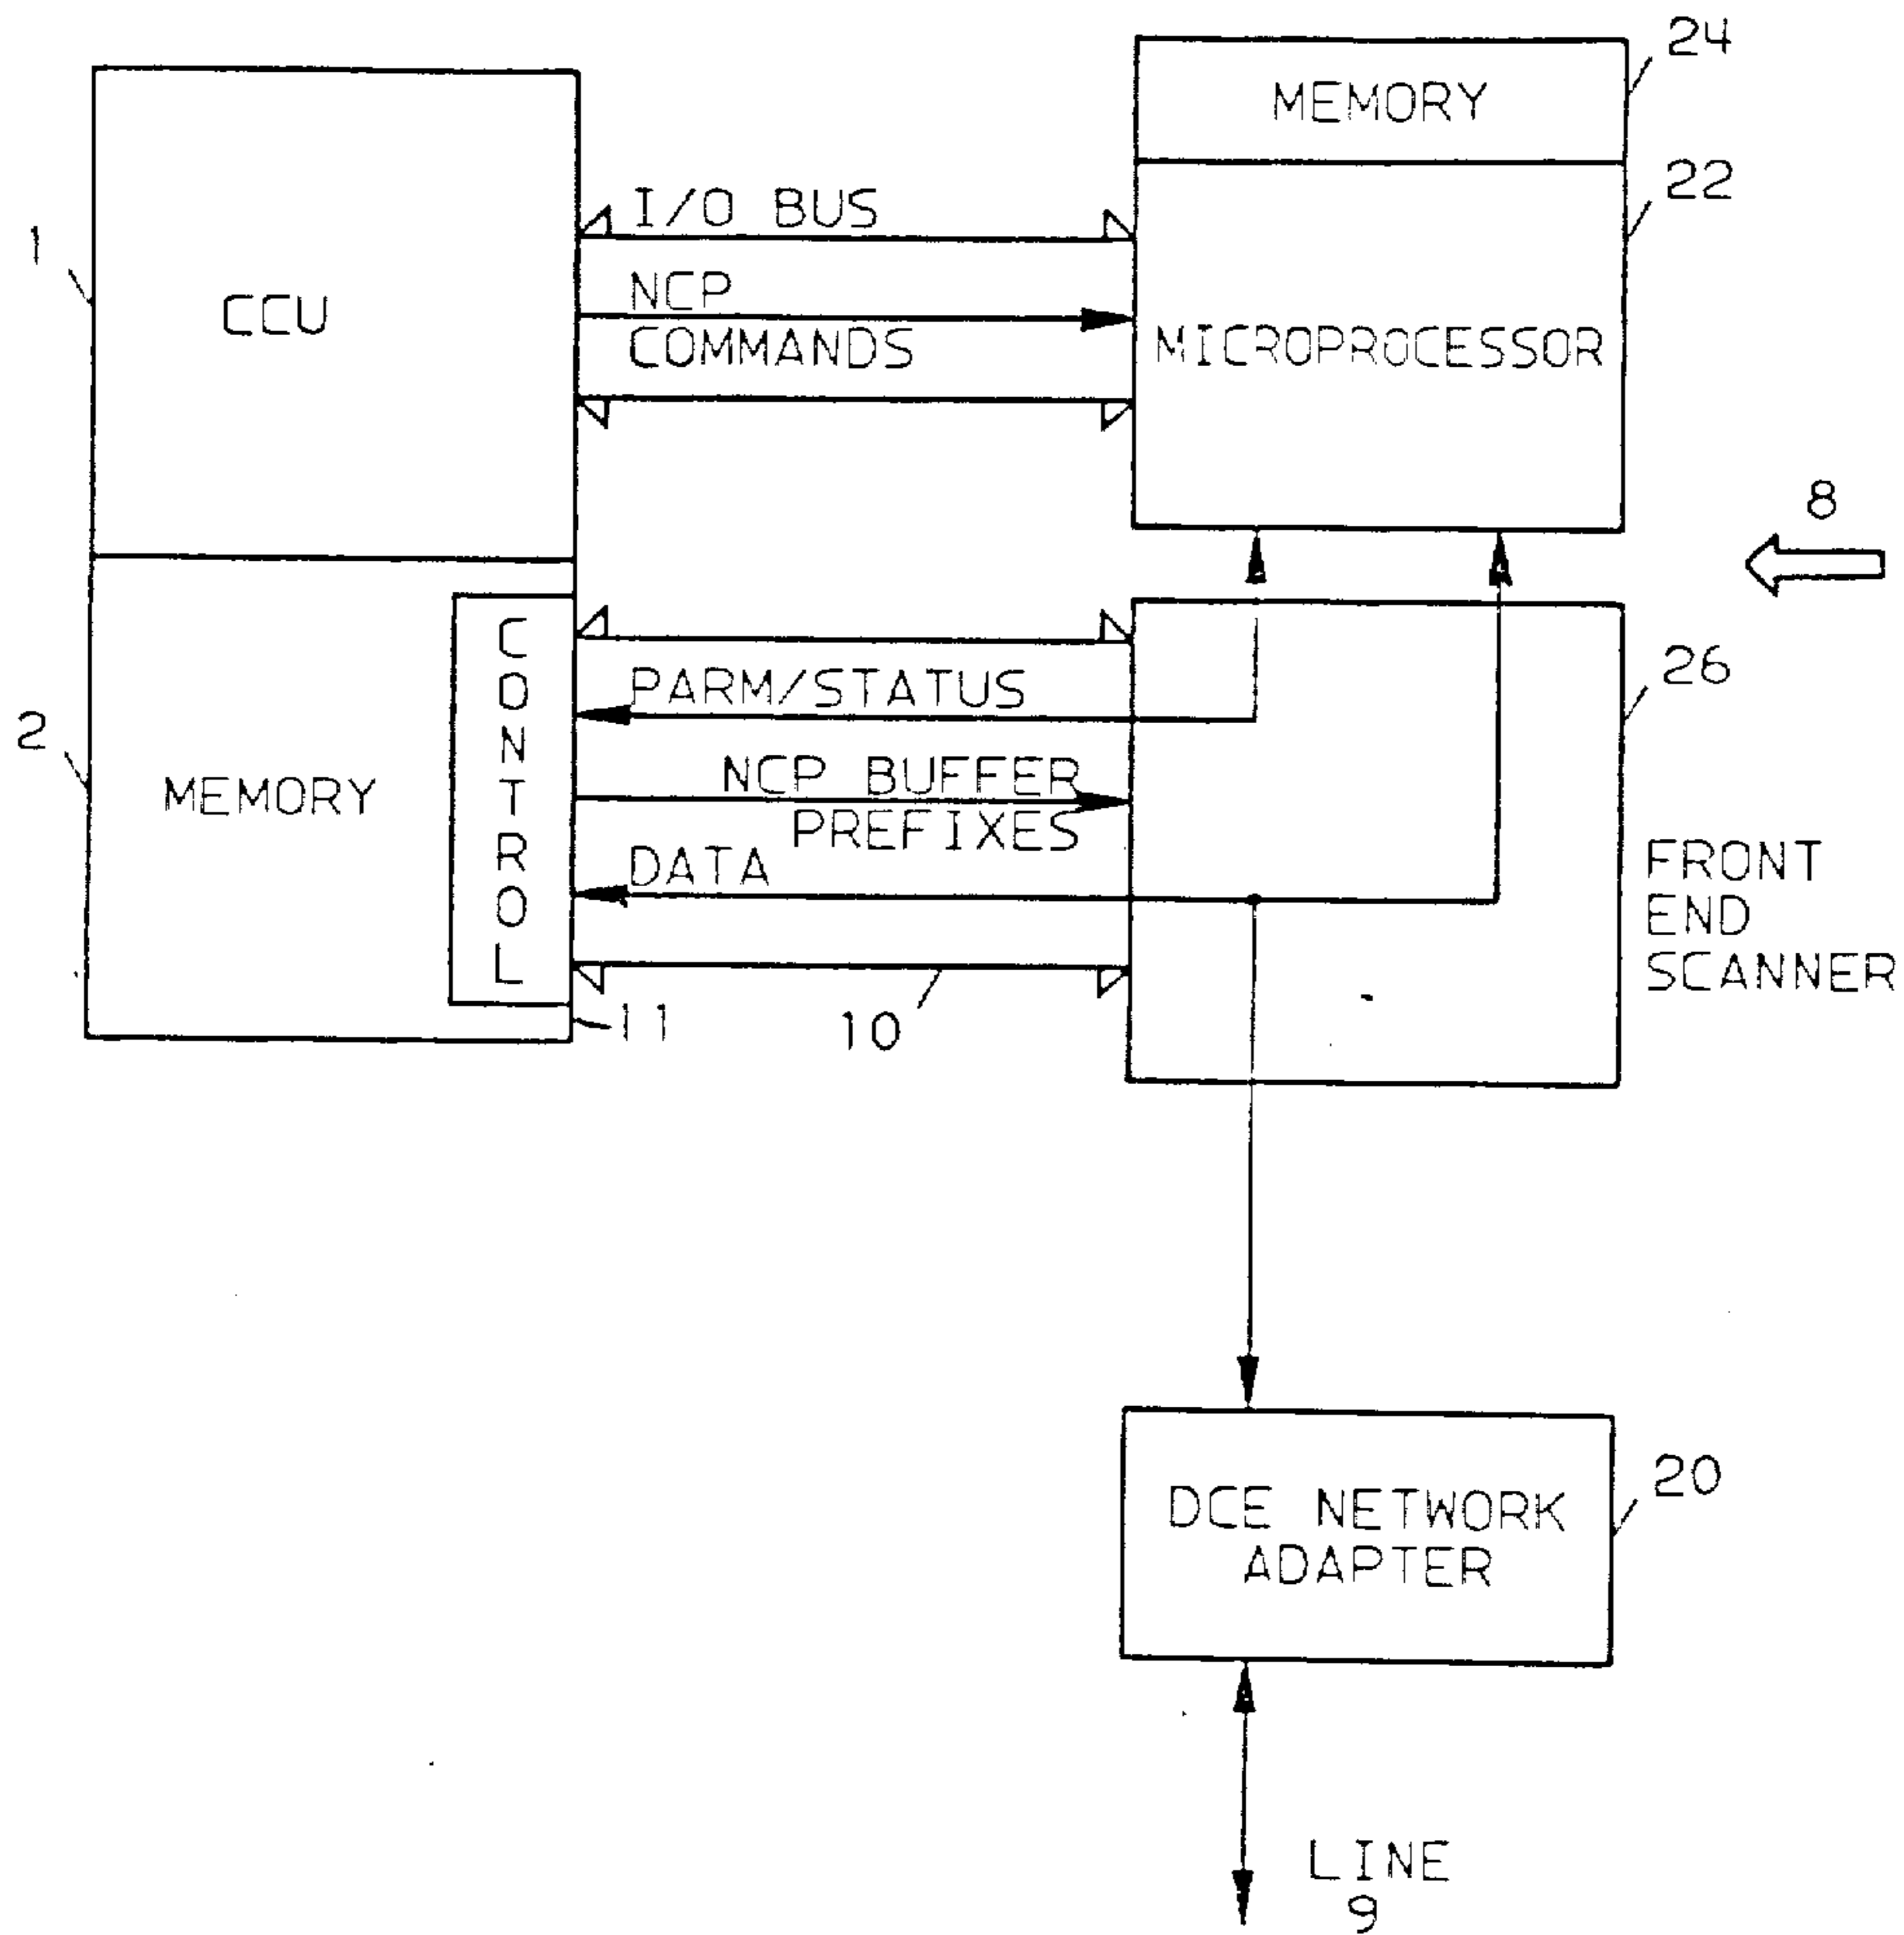 24
MEMORY
22
I/O BUS
1
NCP
CCU
COMMANDS
MICROPROCESSOR
8
CONTROL
PARM/STATUS
26
2
NCP BUFFER
MEMORY
PREFIXES
DATA
FRONT
END
SCANNER
11
10
20
DCE NETWORK
ADAPTER
LINE
9